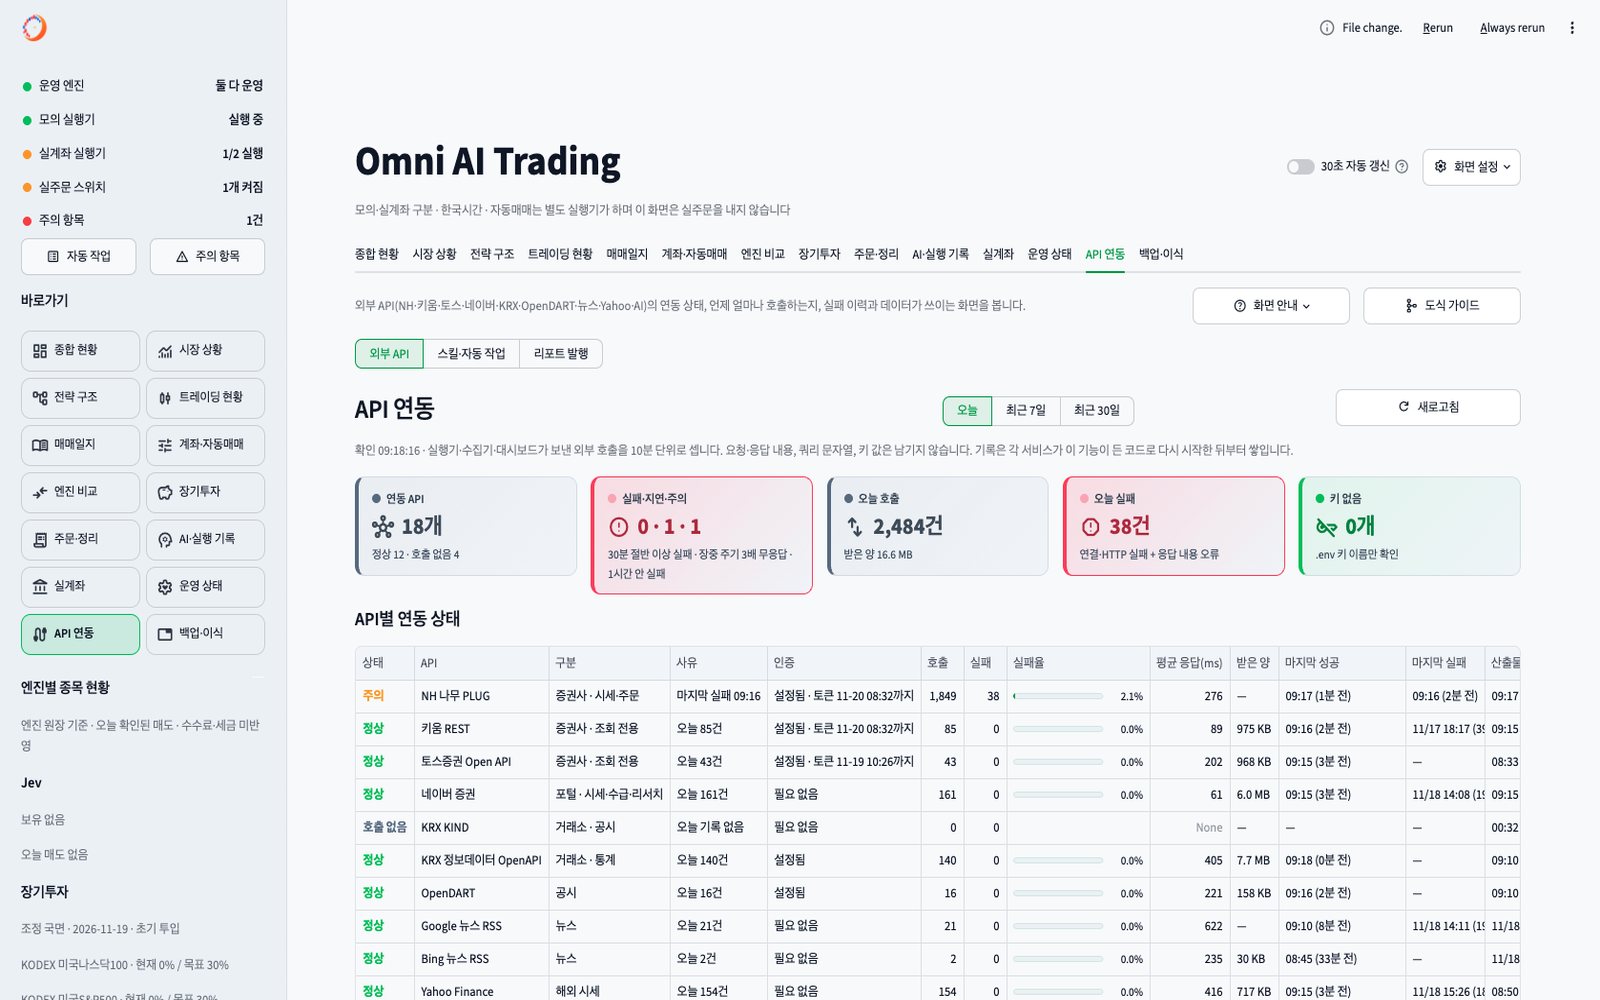 File change.
Rerun
Always rerun
운영 엔진 둘 다 운영
모의 실행기 실행 중
실계좌 실행기 1/2 실행
실주문 스위치 1개 켜짐
주의 항목 1건
자동 작업 주의 항목
바로가기
종합 현황 시장 상황
전략 구조 트레이딩 현황
매매일지 계좌·자동매매
엔진 비교 장기투자
주문·정리 AI·실행 기록
실계좌 운영 상태
API 연동 백업·이식
엔진별 종목 현황
엔진 원장 기준 · 오늘 확인된 매도 · 수수료·세금 미반
영
Jev
보유 없음
오늘 매도 없음
장기투자
조정 국면 · 2026-11-19 · 초기 투입
KODEX 미국나스닥100 · 현재 0% / 목표 30%
KODEX 미국S&P500 · 현재 0% / 목표 30%
Omni AI Trading
30초 자동 갱신
화면 설정
모의·실계좌 구분 · 한국시간 · 자동매매는 별도 실행기가 하며 이 화면은 실주문을 내지 않습니다
종합 현황 시장 상황 전략 구조 트레이딩 현황 매매일지 계좌·자동매매 엔진 비교 장기투자 주문·정리 AI·실행 기록 실계좌 운영 상태 API 연동 백업·이식
외부 API(NH·키움·토스·네이버·KRX·OpenDART·뉴스·Yahoo·AI)의 연동 상태, 언제 얼마나 호출하는지, 실패 이력과 데이터가 쓰이는 화면을 봅니다.
화면 안내 도식 가이드
외부 API 스킬·자동 작업 리포트 발행
API 연동
오늘 최근 7일 최근 30일
새로고침
확인 09:18:16 · 실행기·수집기·대시보드가 보낸 외부 호출을 10분 단위로 셉니다. 요청·응답 내용, 쿼리 문자열, 키 값은 남기지 않습니다. 기록은 각 서비스가 이 기능이 든 코드로 다시 시작한 뒤부터 쌓입니다.
연동 API
18개
정상 12 · 호출 없음 4
실패·지연·주의
0 · 1 · 1
30분 절반 이상 실패 · 장중 주기 3배 무응답 ·
1시간 안 실패
오늘 호출
2,484건
받은 양 16.6 MB
오늘 실패
38건
연결·HTTP 실패 + 응답 내용 오류
키 없음
0개
.env 키 이름만 확인
API별 연동 상태
상태 API 구분 사유 인증 호출 실패 실패율 평균 응답(ms) 받은 양 마지막 성공 마지막 실패 산출물
주의 NH 나무 PLUG 증권사 · 시세·주문 마지막 실패 09:16 설정됨 · 토큰 11-20 08:32까지 1,849 38 2.1% 276 — 09:17 (1분 전) 09:16 (2분 전) 09:17
정상 키움 REST 증권사 · 조회 전용 오늘 85건 설정됨 · 토큰 11-20 08:32까지 85 0 0.0% 89 975 KB 09:16 (2분 전) 11/17 18:17 (39 09:15
정상 토스증권 Open API 증권사 · 조회 전용 오늘 43건 설정됨 · 토큰 11-19 10:26까지 43 0 0.0% 202 968 KB 09:15 (3분 전) — 08:33
정상 네이버 증권 포털 · 시세·수급·리서치 오늘 161건 필요 없음 161 0 0.0% 61 6.0 MB 09:15 (3분 전) 11/18 14:08 (19 09:15
호출 없음 KRX KIND 거래소 · 공시 오늘 기록 없음 필요 없음 0 0 None — — — 00:32
정상 KRX 정보데이터 OpenAPI 거래소 · 통계 오늘 140건 설정됨 140 0 0.0% 405 7.7 MB 09:18 (0분 전) — 09:10
정상 OpenDART 공시 오늘 16건 설정됨 16 0 0.0% 221 158 KB 09:16 (2분 전) — 09:10
정상 Google 뉴스 RSS 뉴스 오늘 21건 필요 없음 21 0 0.0% 622 — 09:10 (8분 전) 11/18 14:11 (19 11/18
정상 Bing 뉴스 RSS 뉴스 오늘 2건 필요 없음 2 0 0.0% 235 30 KB 08:45 (33분 전) — 11/18
정상 Yahoo Finance 해외 시세 오늘 154건 필요 없음 154 0 0.0% 416 717 KB 09:15 (3분 전) 11/18 15:26 (18 08:50